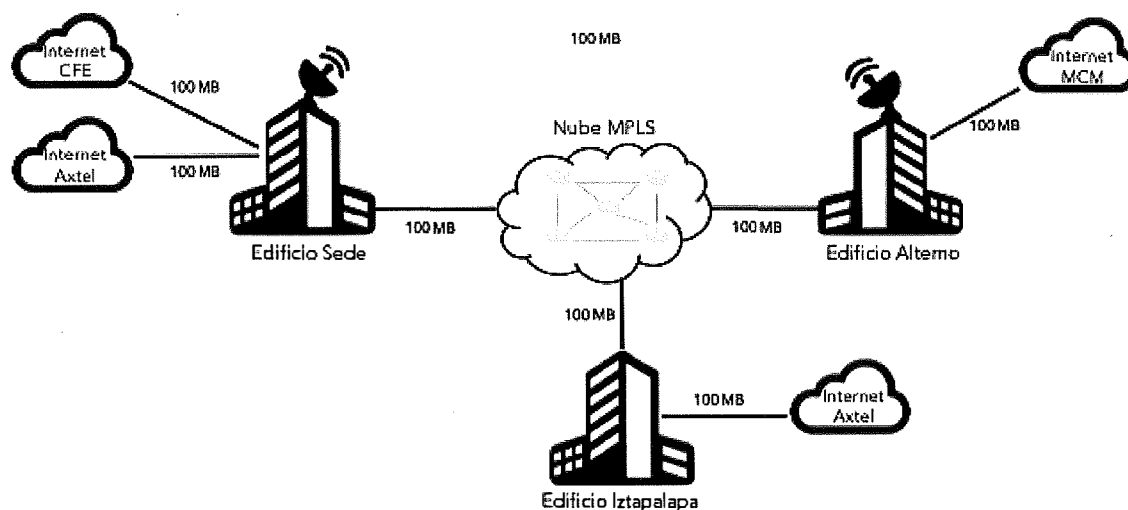 100 MB
Internet
CFE
100 MB
Internet
MCM
100 MB
Nube MPLS
Internet
Axtel
100 MB
100 MB
100 MB
Edificio Sede
Edificio Alterno
100 MB
100 MB
Internet
Axtel
Edificio Iztapalapa